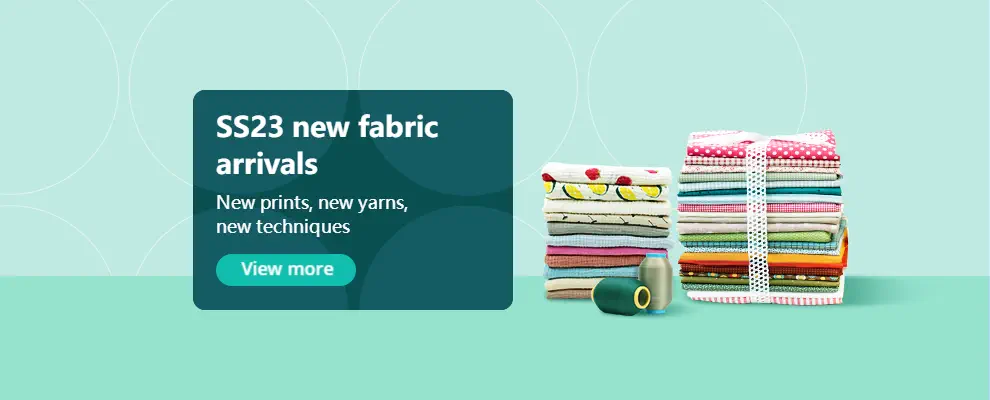 SS23 new fabric
arrivals
New prints, new yarns,
new techniques
View more